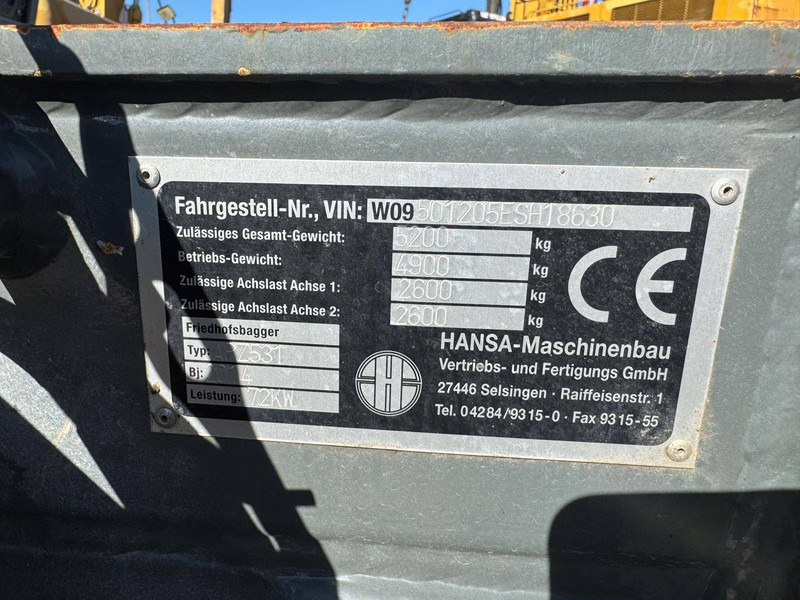 Fahrgestell-Nr., VIN: W09501205ESH18630
Zulässiges Gesamt-Gewicht: 5200 kg
Betriebs-Gewicht: 4900 kg
Zulässige Achslast Achse 1: 2600 kg
Zulässige Achslast Achse 2: 2600 kg
CE
Friedhofsbagger
Typ: Z531
Bj: 4
Leistung: 72KW
H
HANSA-Maschinenbau
Vertriebs- und Fertigungs GmbH
27446 Selsingen · Raiffeisenstr. 1
Tel. 04284/9315-0 · Fax 9315-55